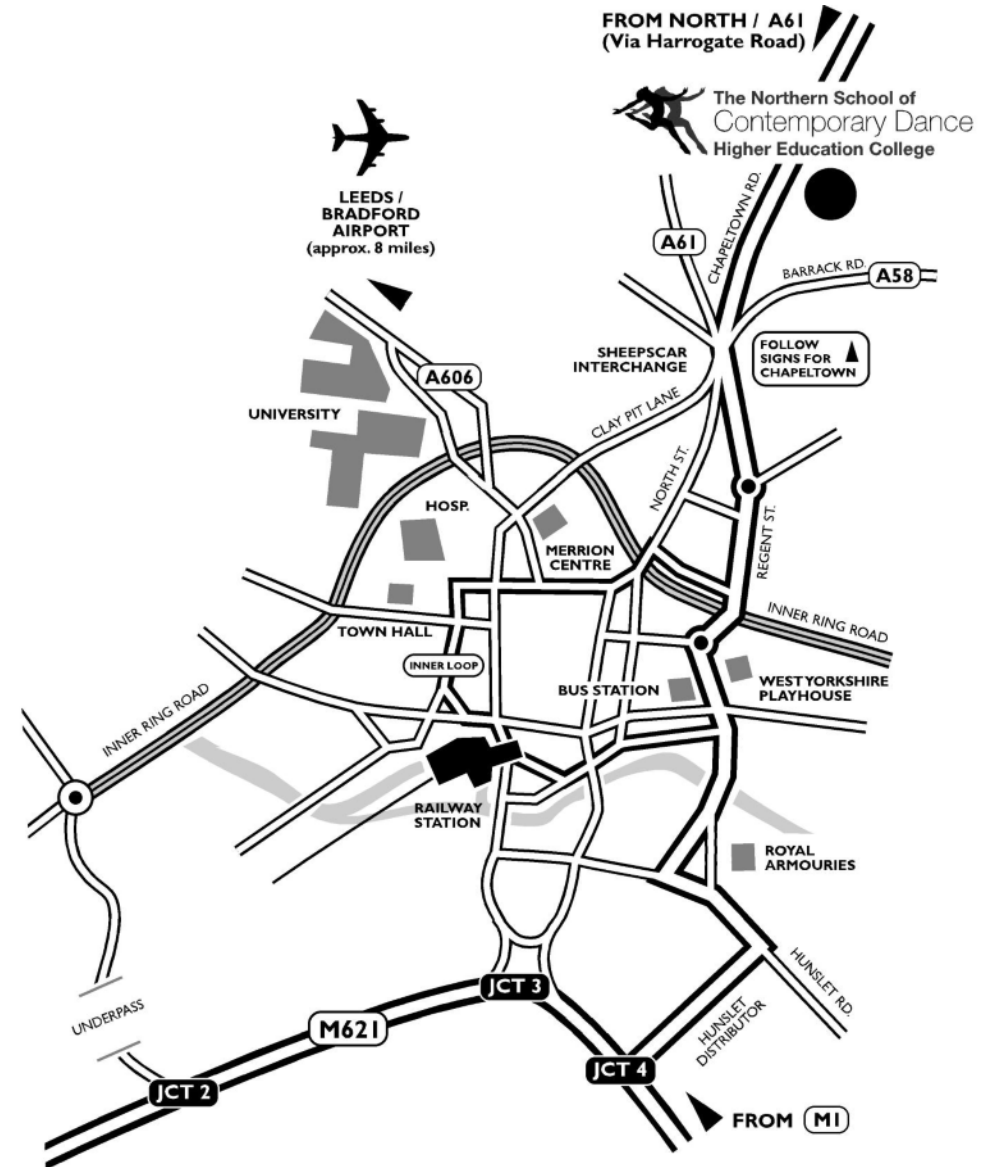 FROM NORTH / A61
(Via Harrogate Road)
The Northern School of
Contemporary Dance
Higher Education College
LEEDS /
BRADFORD
AIRPORT
(approx. 8 miles)
A61
CHAPELTOWN RD.
BARRACK RD.
A58
SHEEPSCAR
INTERCHANGE
FOLLOW
SIGNS FOR
CHAPELTOWN
A606
UNIVERSITY
CLAY PIT LANE
NORTH ST.
HOSP.
REGENT ST.
MERRION
CENTRE
INNER RING ROAD
TOWN HALL
INNER LOOP
BUS STATION
WEST YORKSHIRE
PLAYHOUSE
INNER RING ROAD
RAILWAY
STATION
ROYAL
ARMOURIES
HUNSLET RD.
JCT 3
UNDERPASS
M621
HUNSLET
DISTRIBUTOR
JCT 4
JCT 2
FROM M1